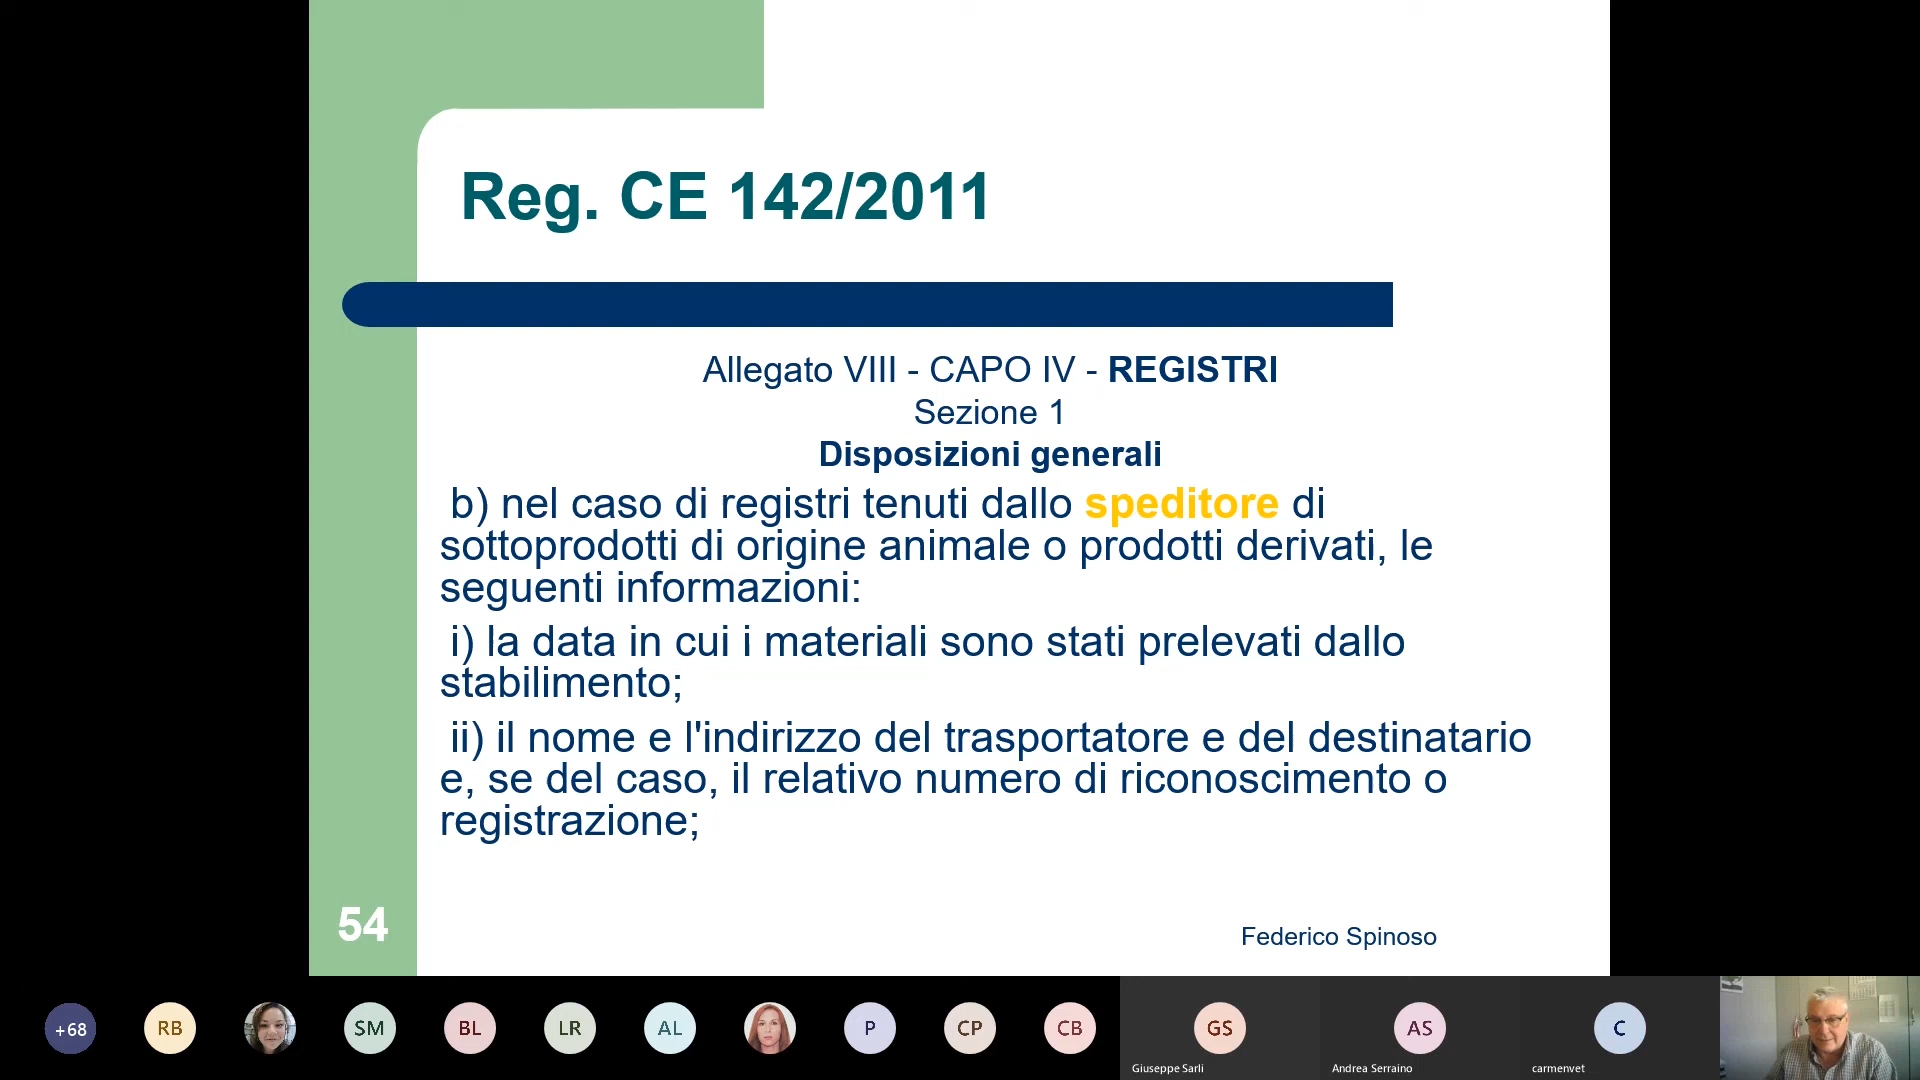 Reg. CE 142/2011
Allegato VIII - CAPO IV - REGISTRI
Sezione 1
Disposizioni generali
b) nel caso di registri tenuti dallo speditore di
sottoprodotti di origine animale o prodotti derivati, le
seguenti informazioni:
i) la data in cui i materiali sono stati prelevati dallo
stabilimento;
ii) il nome e l'indirizzo del trasportatore e del destinatario
e, se del caso, il relativo numero di riconoscimento o
registrazione;
54
Federico Spinoso
+68
RB
SM
BL
LR
AL
P
CP
CB
GS
AS
C
Giuseppe Sarli
Andrea Serraino
carmenvet